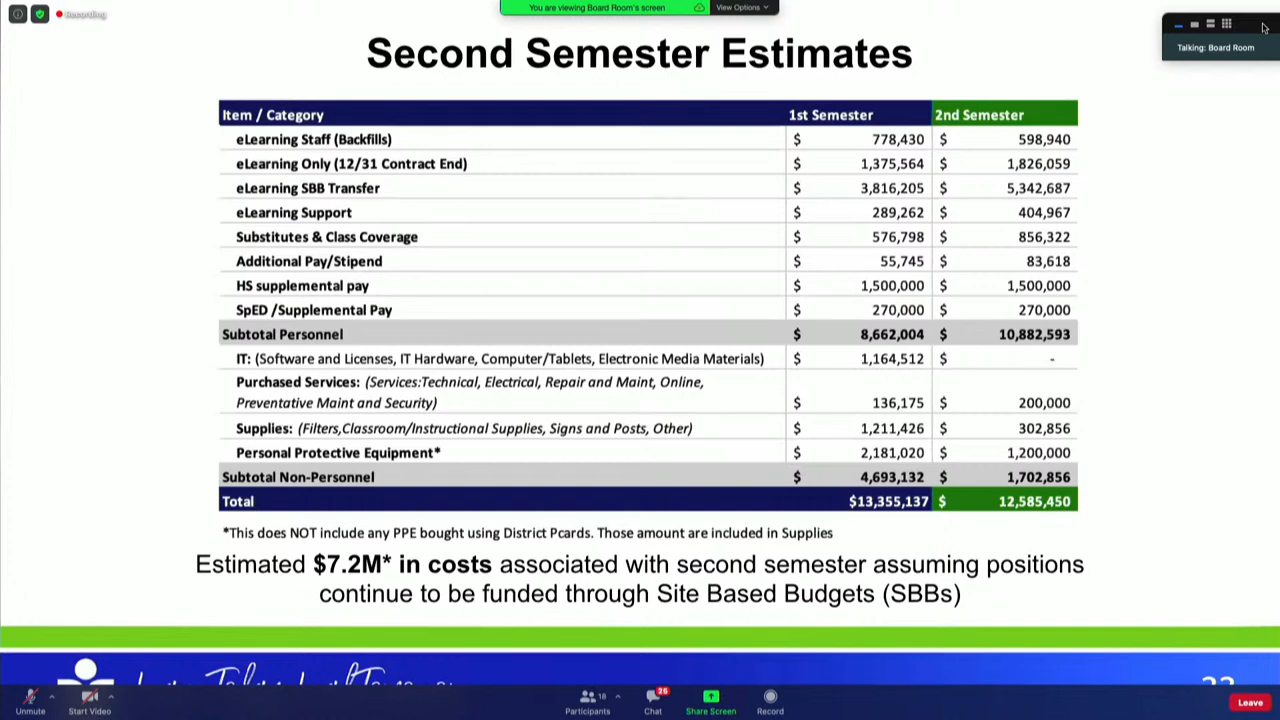 Recording
You are viewing Board Room's screen
View Options
Talking: Board Room
Second Semester Estimates
Item / Category 1st Semester 2nd Semester
eLearning Staff (Backfills) $ 778,430 $ 598,940
eLearning Only (12/31 Contract End) $ 1,375,564 $ 1,826,059
eLearning SBB Transfer $ 3,816,205 $ 5,342,687
eLearning Support $ 289,262 $ 404,967
Substitutes & Class Coverage $ 576,798 $ 856,322
Additional Pay/Stipend $ 55,745 $ 83,618
HS supplemental pay $ 1,500,000 $ 1,500,000
SpED /Supplemental Pay $ 270,000 $ 270,000
Subtotal Personnel $ 8,662,004 $ 10,882,593
IT: (Software and Licenses, IT Hardware, Computer/Tablets, Electronic Media Materials) $ 1,164,512 $ -
Purchased Services: (Services:Technical, Electrical, Repair and Maint, Online,
Preventative Maint and Security) $ 136,175 $ 200,000
Supplies: (Filters,Classroom/Instructional Supplies, Signs and Posts, Other) $ 1,211,426 $ 302,856
Personal Protective Equipment* $ 2,181,020 $ 1,200,000
Subtotal Non-Personnel $ 4,693,132 $ 1,702,856
Total $13,355,137 $ 12,585,450
*This does NOT include any PPE bought using District Pcards. Those amount are included in Supplies
Estimated $7.2M* in costs associated with second semester assuming positions
continue to be funded through Site Based Budgets (SBBs)
Unmute
Start Video
Participants 18
Chat 26
Share Screen
Record
Leave